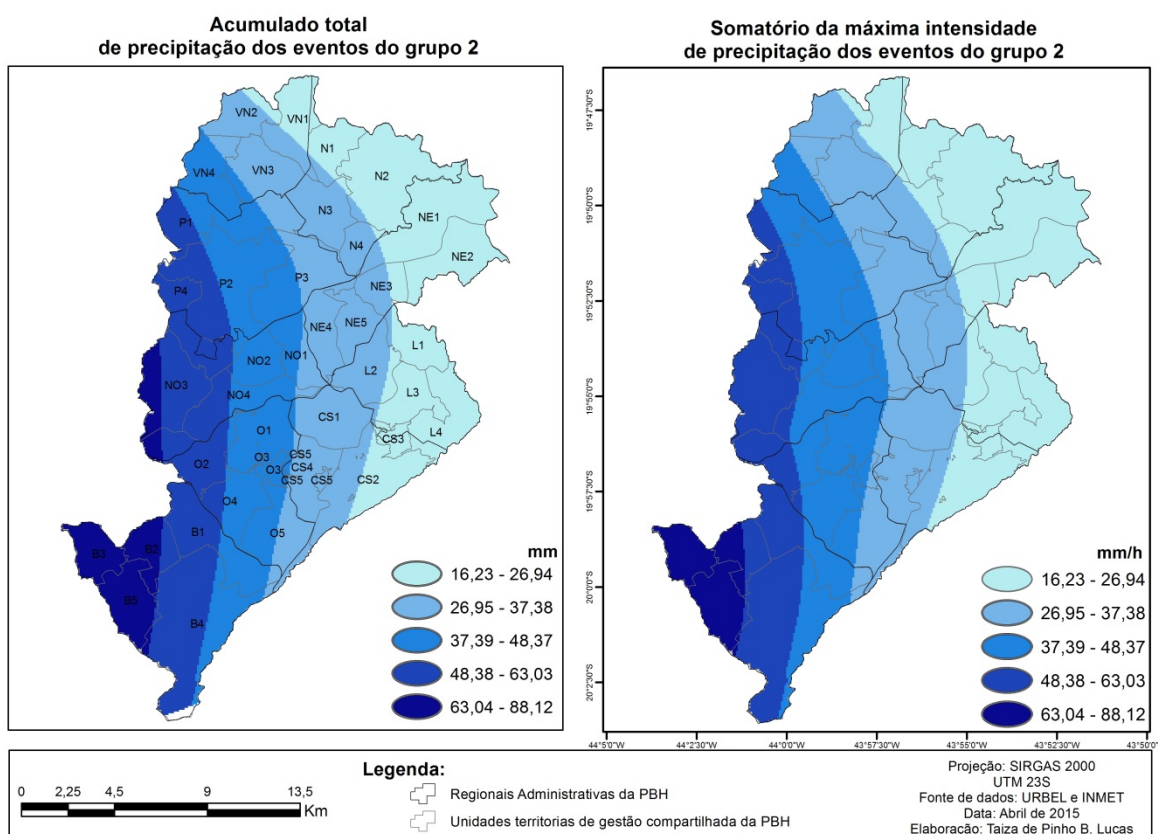 Acumulado total
de precipitação dos eventos do grupo 2
VN2
VN1
N1
N2
VN4
VN3
N3
P1
NE1
N4
NE2
P4
P2
P3
NE3
NE4
NE5
L1
NO2
NO1
NO3
L2
NO4
L3
CS1
O1
L4
CS3
O2
O3
CS5
O3
CS4
CS5
CS5
CS2
O4
B1
O5
B3
B2
B5
B4
mm
16,23 - 26,94
26,95 - 37,38
37,39 - 48,37
48,38 - 63,03
63,04 - 88,12
Somatório da máxima intensidade
de precipitação dos eventos do grupo 2
19°47'30"S
19°50'0"S
19°52'30"S
19°55'0"S
19°57'30"S
20°0'0"S
20°2'30"S
mm/h
16,23 - 26,94
26,95 - 37,38
37,39 - 48,37
48,38 - 63,03
63,04 - 88,12
44°5'0"W 44°2'30"W 44°0'0"W 43°57'30"W 43°55'0"W 43°52'30"W 43°50'0"
0 2,25 4,5 9 13,5
Km
Legenda:
Regionais Administrativas da PBH
Unidades territorias de gestão compartilhada da PBH
Projeção: SIRGAS 2000
UTM 23S
Fonte de dados: URBEL e INMET
Data: Abril de 2015
Elaboração: Taiza de Pinho B. Lucas